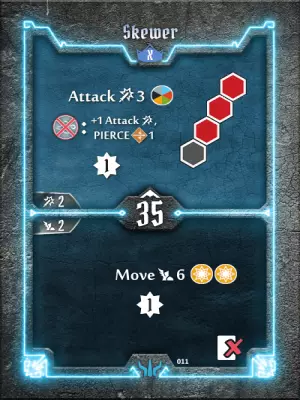 Skewer
X
Attack 3
+1 Attack,
PIERCE 1
1
2
35
2
Move 6
1
011